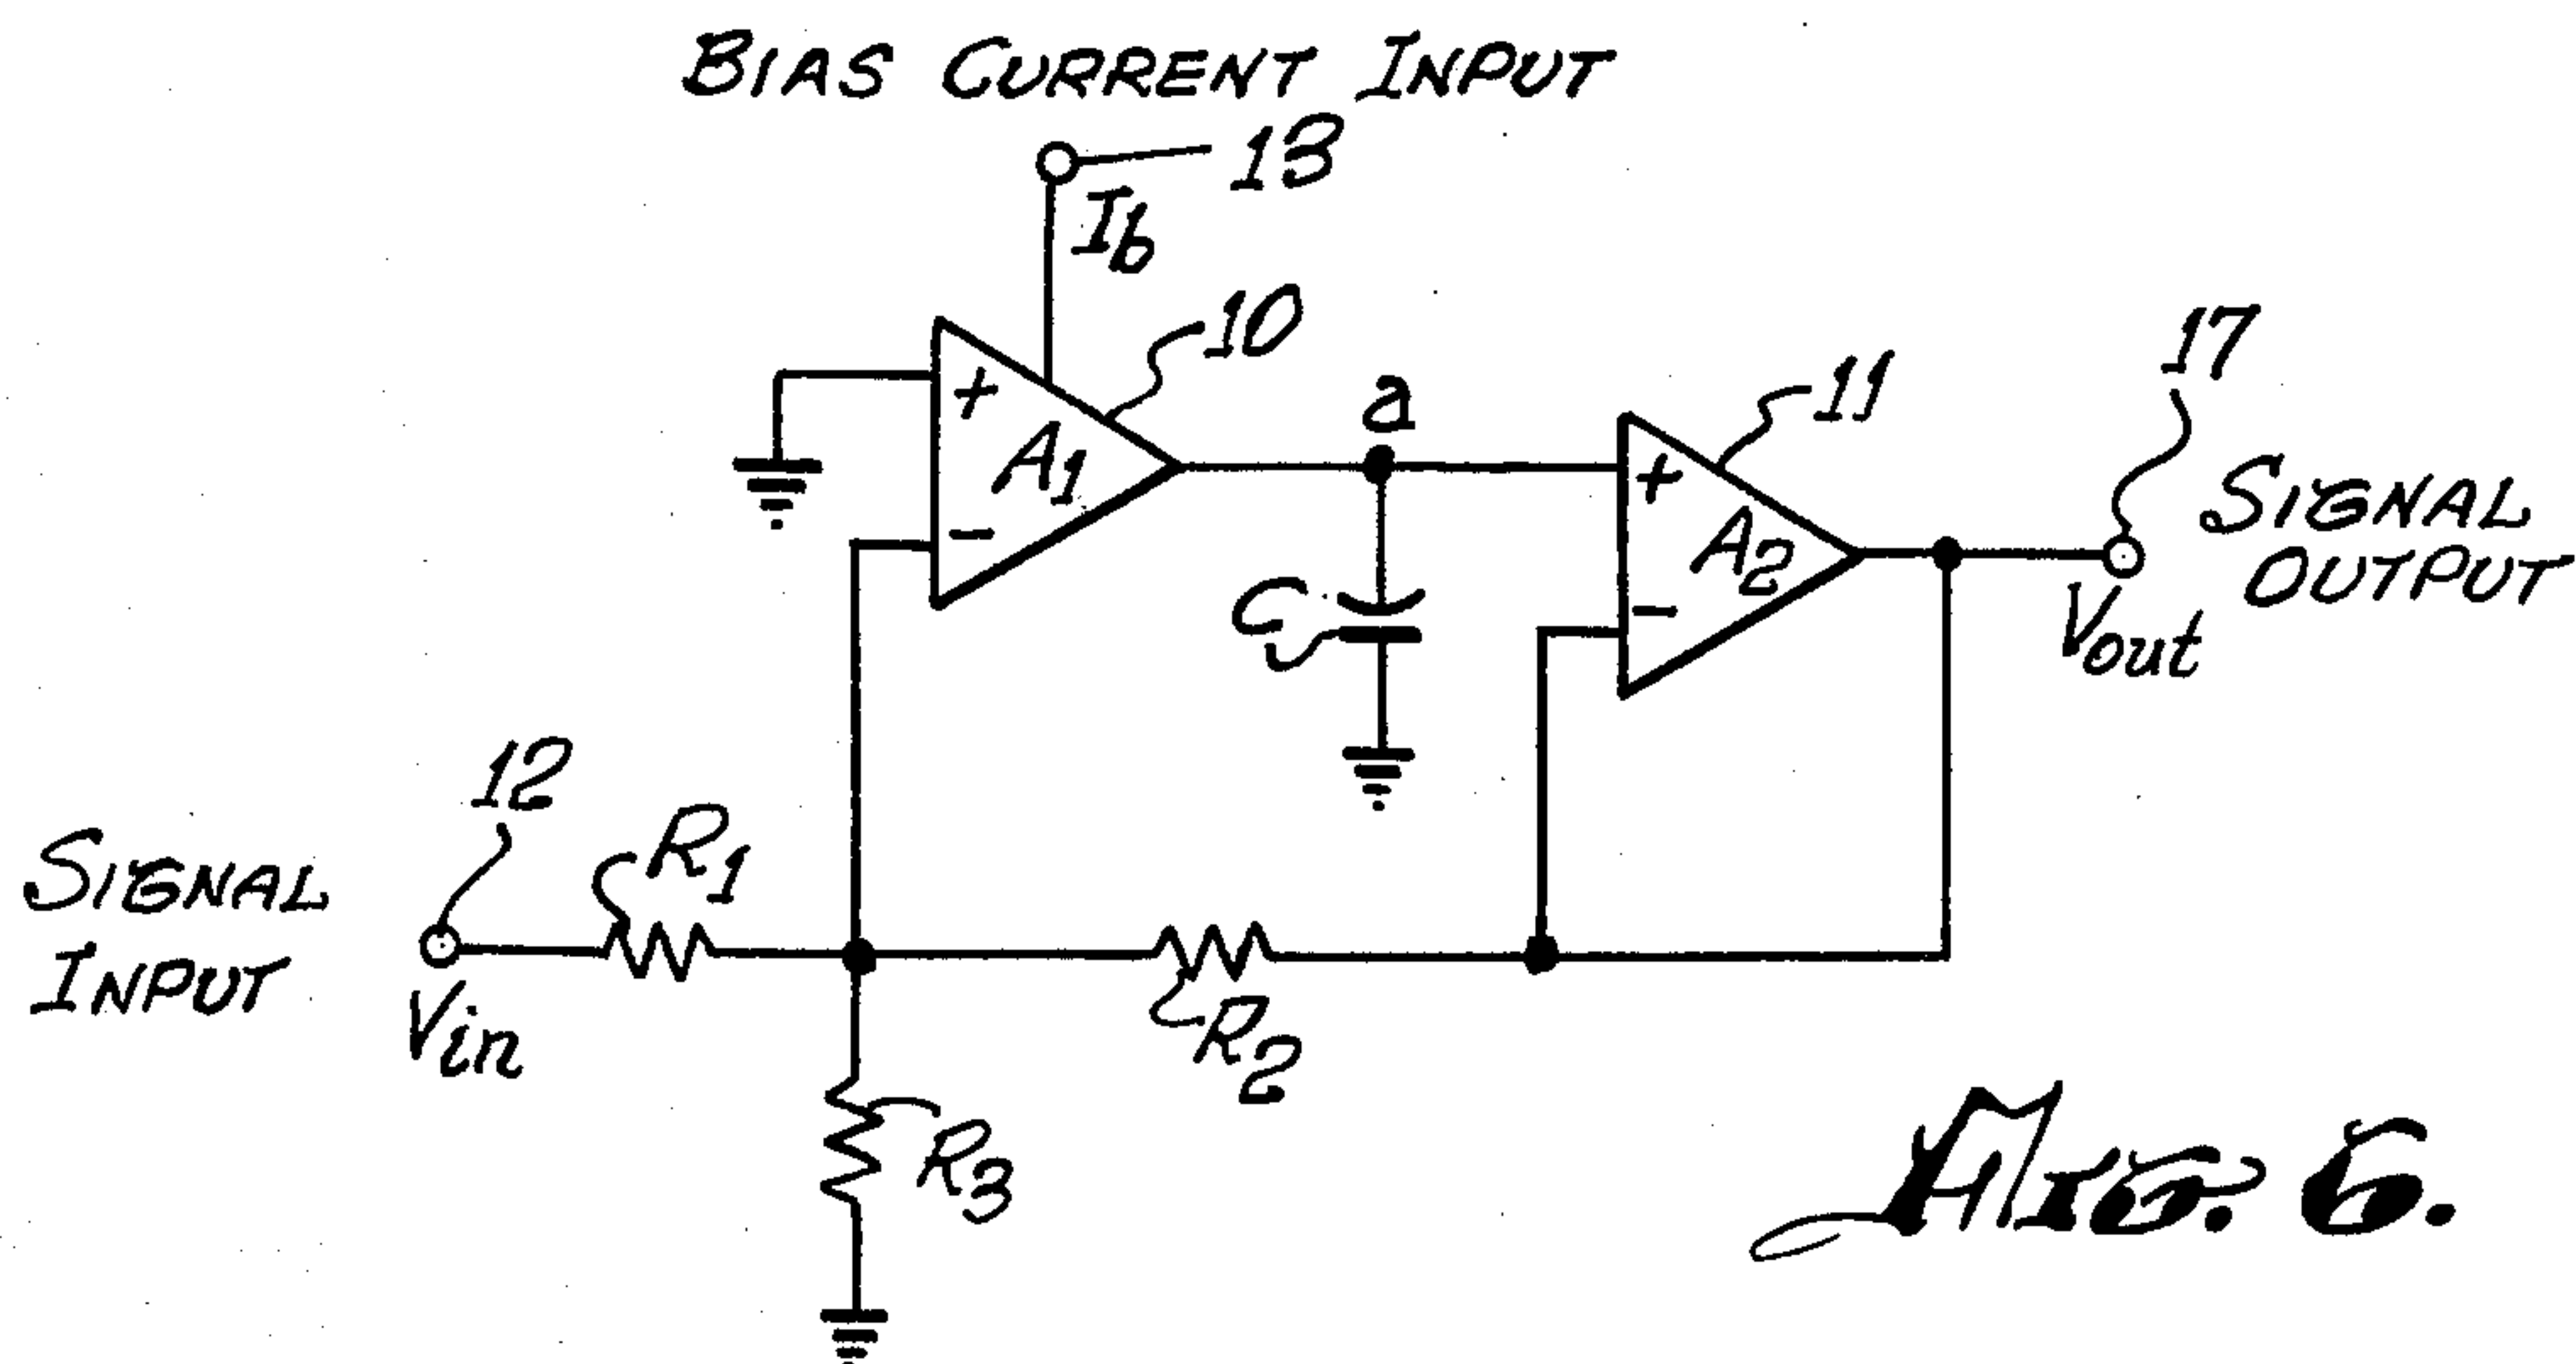 BIAS CURRENT INPUT
13
Ib
10
+
A1
-
a
11
+
A2
-
17
SIGNAL
OUTPUT
Vout
C
12
R1
SIGNAL
INPUT
Vin
R2
R3
FIG. 6.